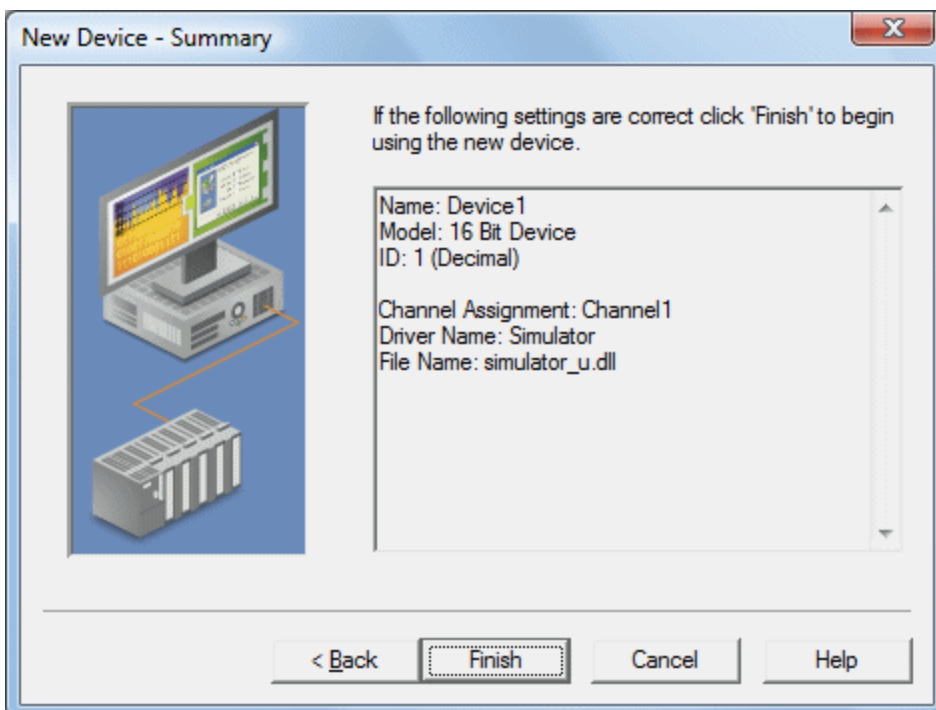 New Device - Summary
If the following settings are correct click 'Finish' to begin
using the new device.
Name: Device1
Model: 16 Bit Device
ID: 1 (Decimal)
Channel Assignment: Channel1
Driver Name: Simulator
File Name: simulator_u.dll
< Back
Finish
Cancel
Help